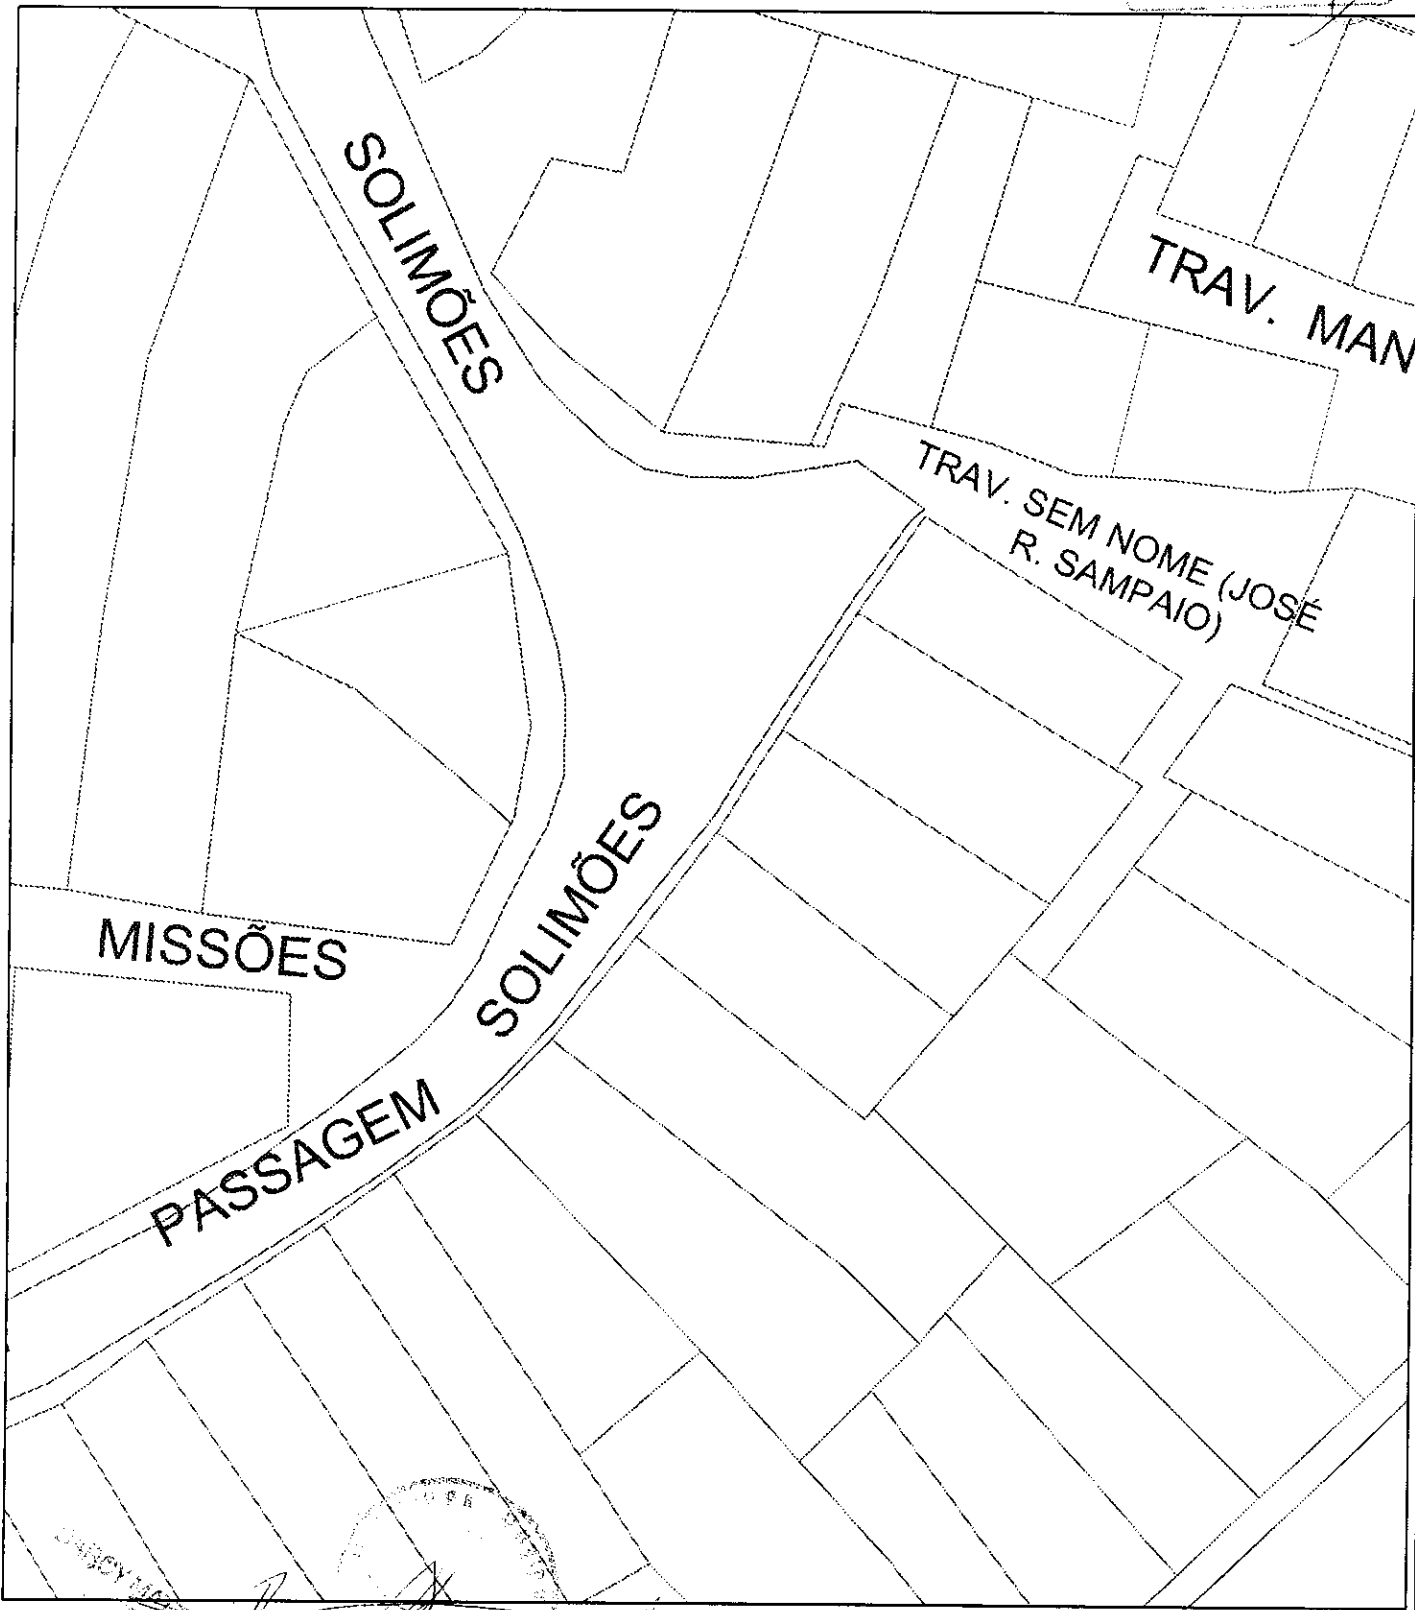 SOLIMÕES
TRAV. MAN
TRAV. SEM NOME (JOSÉ
R. SAMPAIO)
SOLIMÕES
MISSÕES
PASSAGEM